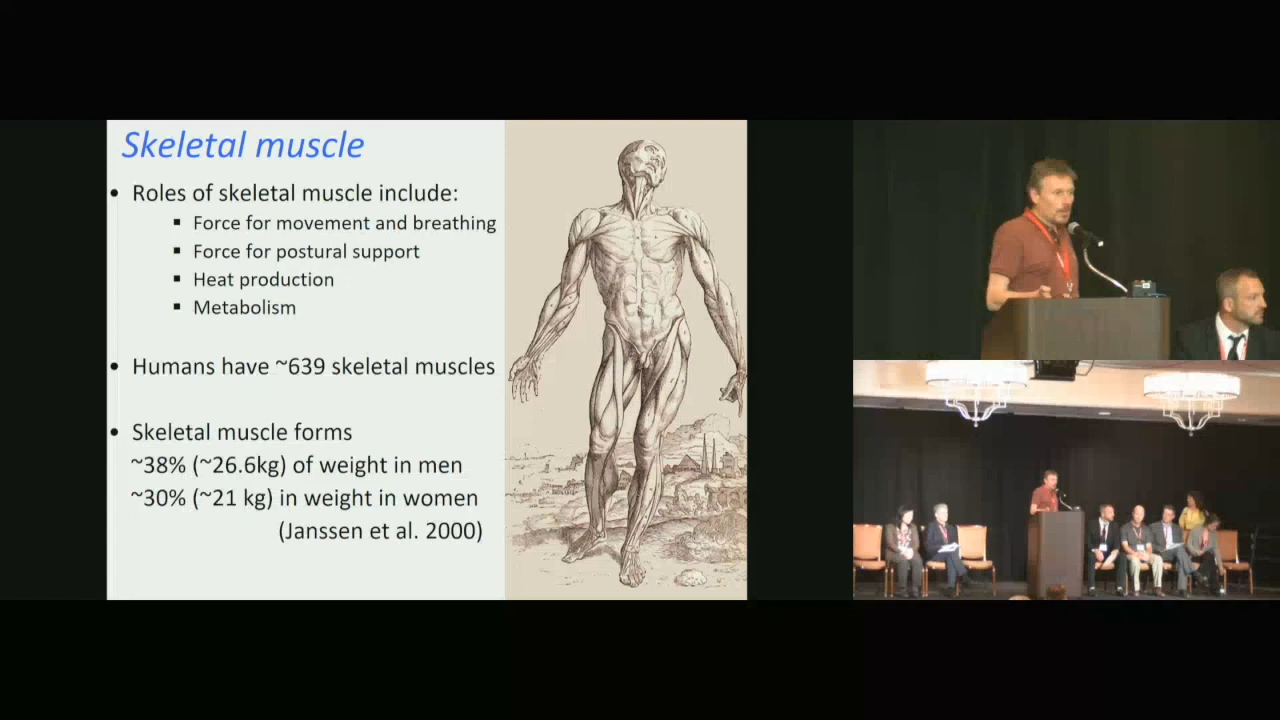 Skeletal muscle
• Roles of skeletal muscle include:
▪ Force for movement and breathing
▪ Force for postural support
▪ Heat production
▪ Metabolism
• Humans have ~639 skeletal muscles
• Skeletal muscle forms
~38% (~26.6kg) of weight in men
~30% (~21 kg) in weight in women
(Janssen et al. 2000)